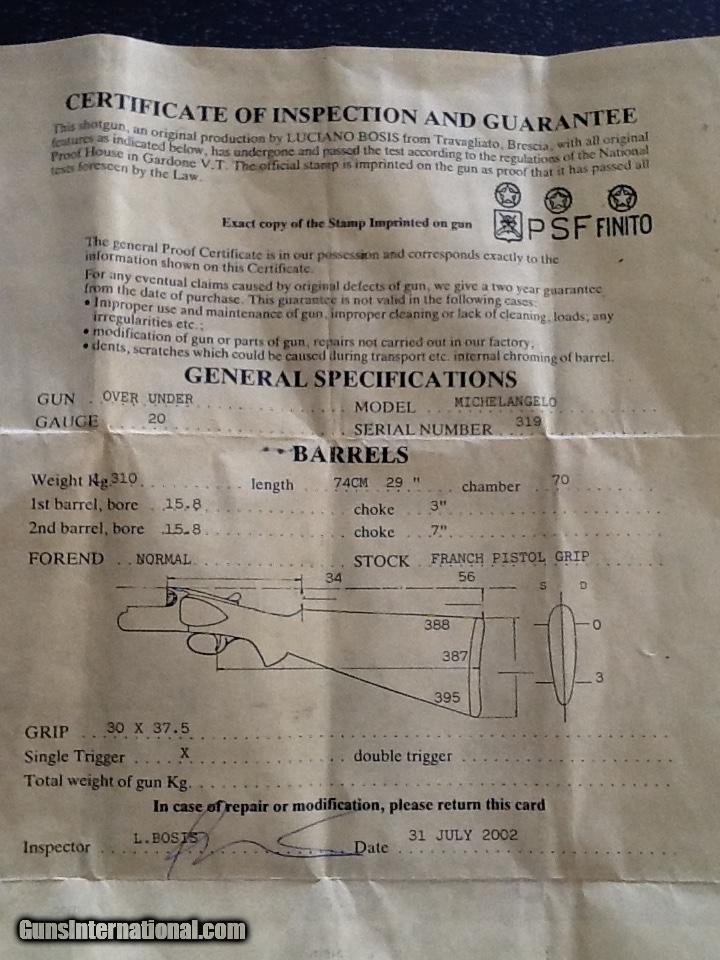 CERTIFICATE OF INSPECTION AND GUARANTEE
This shotgun, an original production by LUCIANO BOSIS from Travagliato, Brescia, with all original
features as indicated below, has undergone and passed the test according to the regulations of the National
Proof House in Gardone V.T. The official stamp is imprinted on the gun as proof that it has passed all
tests foreseen by the Law.
Exact copy of the Stamp Imprinted on gun PSF FINITO
The general Proof Certificate is in our possession and corresponds exactly to the
information shown on this Certificate.
For any eventual claims caused by original defects of gun, we give a two year guarantee
from the date of purchase. This guarantee is not valid in the following cases:
• Improper use and maintenance of gun, improper cleaning or lack of cleaning, loads; any
irregularities etc.;
• modification of gun or parts of gun, repairs not carried out in our factory,
• dents, scratches which could be caused during transport etc. internal chroming of barrel.
GENERAL SPECIFICATIONS
GUN OVER UNDER MODEL MICHELANGELO
GAUGE 20 SERIAL NUMBER 319
BARRELS
Weight Kg. 310 length 74CM 29 " chamber 70
1st barrel, bore 15.8 choke 3"
2nd barrel, bore 15.8 choke 7"
FOREND NORMAL STOCK FRANCH PISTOL GRIP
34 56 S D
388 0
387
3
395
GRIP 30 X 37.5
Single Trigger X double trigger
Total weight of gun Kg.
In case of repair or modification, please return this card
Inspector L.BOSIS Date 31 JULY 2002
GunsInternational.com